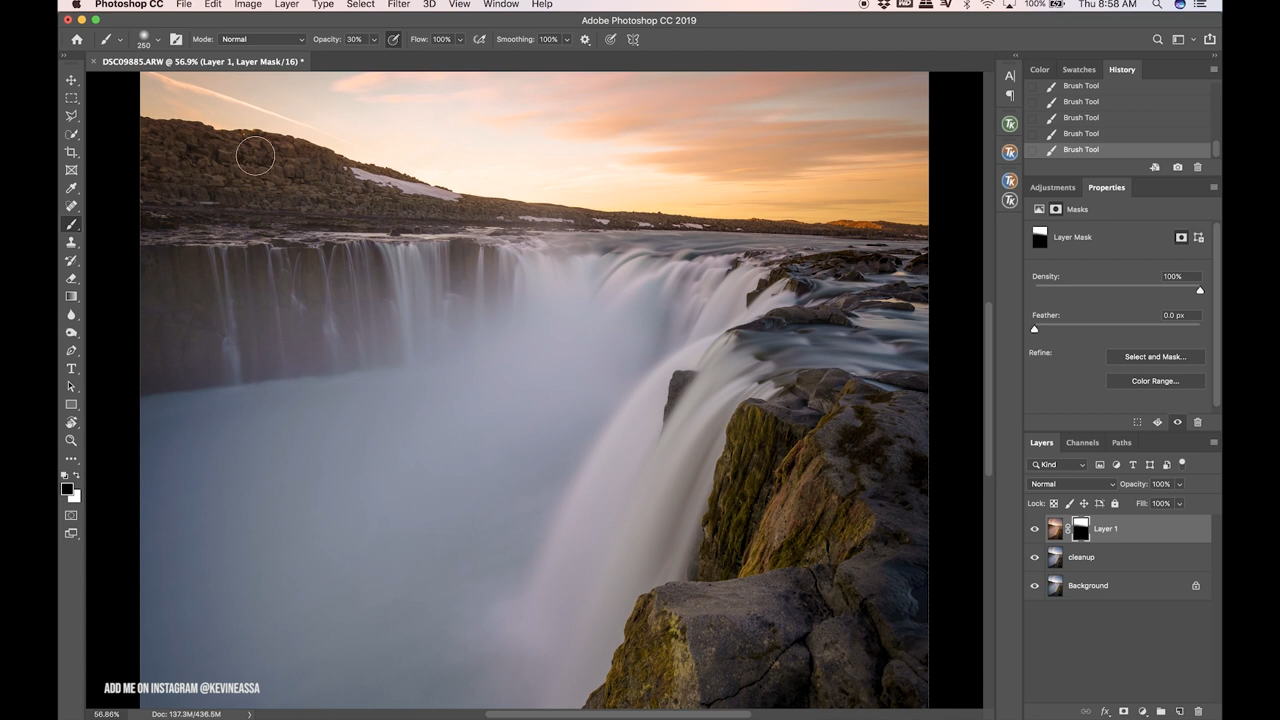 Photoshop CC File Edit Image Layer Type Select Filter 3D View Window Help 100% Thu 8:58 AM
Adobe Photoshop CC 2019
250 Mode: Normal Opacity: 30% Flow: 100% Smoothing: 100%
× DSC09885.ARW @ 56.9% (Layer 1, Layer Mask/16) *
Color Swatches History
Brush Tool
Brush Tool
Brush Tool
Brush Tool
Brush Tool
Adjustments Properties
Masks
Layer Mask
Density: 100%
Feather: 0.0 px
Refine: Select and Mask...
Color Range...
Layers Channels Paths
Kind
Normal Opacity: 100%
Lock: Fill: 100%
Layer 1
cleanup
Background
ADD ME ON INSTAGRAM @KEVINEASSA
56.86% Doc: 137.3M/436.5M